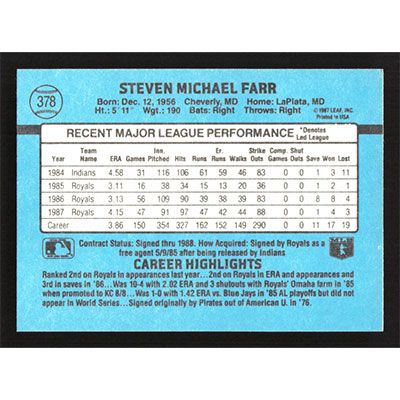 378
STEVEN MICHAEL FARR
Born: Dec. 12, 1956 Cheverly, MD Home: LaPlata, MD
Ht.: 5'11" Wgt.: 190 Bats: Right Throws: Right
© 1987 LEAF, INC.
Printed in USA
RECENT MAJOR LEAGUE PERFORMANCE *Denotes Led League
Team Inn. Er. Strike Comp. Shut
Year Name ERA Games Pitched Hits Runs Runs Walks Outs Games Outs Save Won Lost
1984 Indians 4.58 31 116 106 61 59 46 83 0 0 1 3 11
1985 Royals 3.11 16 38 34 15 13 20 36 0 0 1 2 1
1986 Royals 3.13 56 109 90 39 38 39 83 0 0 8 8 4
1987 Royals 4.15 47 91 97 47 42 44 88 0 0 1 4 3
Career 3.86 150 354 327 162 152 149 290 0 0 11 17 19
Contract Status: Signed thru 1988. How Acquired: Signed by Royals as a
free agent 5/9/85 after being released by Indians
CAREER HIGHLIGHTS
Ranked 2nd on Royals in appearances...2nd on Royals in ERA and appearances and
3rd in saves in '86...Was 10-4 with 2.02 ERA and 3 shutouts with Royals' Omaha farm in '85
when promoted to KC 8/8...Was 1-0 with 1.42 ERA vs. Blue Jays in '85 AL playoffs but did not
appear in World Series...Signed originally by Pirates out of American U. in '76.